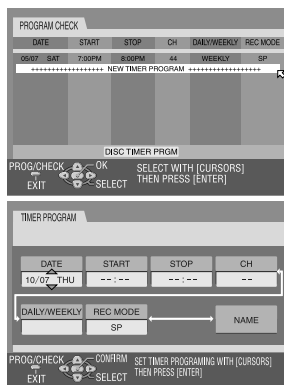 PROGRAM CHECK
DATE START STOP CH DAILY/WEEKLY REC MODE
05/07 SAT 7:00PM 8:00PM 44 WEEKLY SP
++++++++++++++++++ NEW TIMER PROGRAM ++++++++++++++++++
DISC TIMER PRGM
PROG/CHECK OK SELECT WITH [CURSORS]
EXIT SELECT THEN PRESS [ENTER]
TIMER PROGRAM
DATE START STOP CH
10/07 THU --:-- --:-- --
DAILY/WEEKLY REC MODE NAME
SP
PROG/CHECK CONFIRM SET TIMER PROGRAMING WITH [CURSORS]
EXIT SELECT THEN PRESS [ENTER]